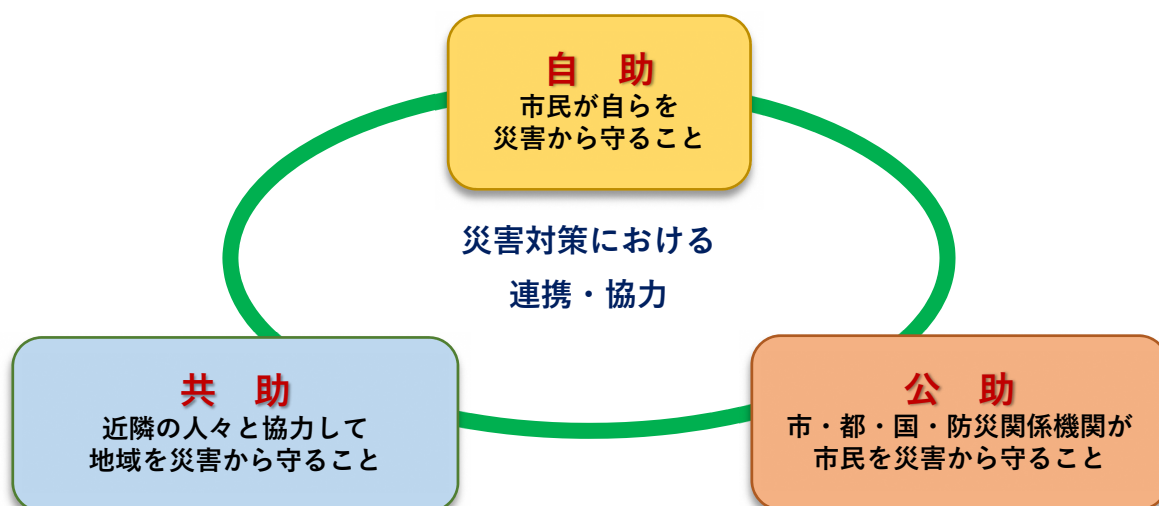 自　助
市民が自らを
災害から守ること
災害対策における
連携・協力
共　助
近隣の人々と協力して
地域を災害から守ること
公　助
市・都・国・防災関係機関が
市民を災害から守ること